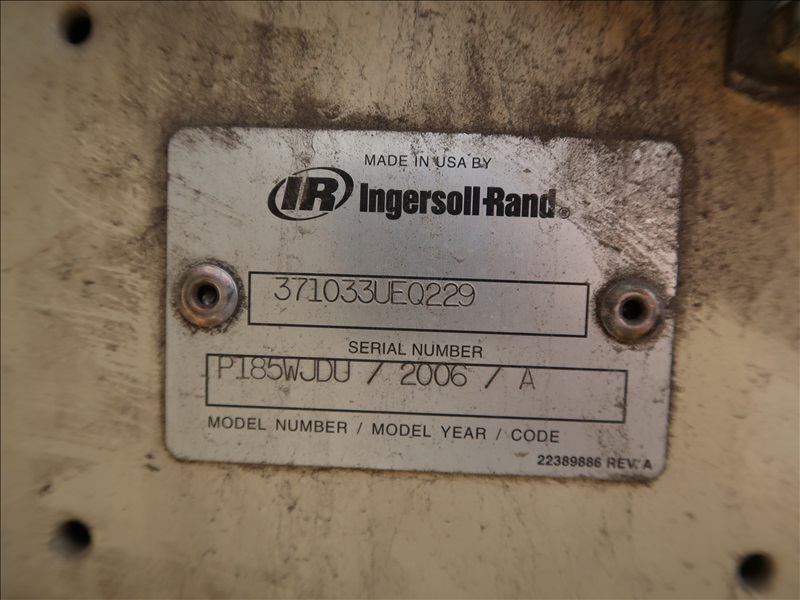 MADE IN USA BY
IR Ingersoll-Rand®
371033UEQ229
SERIAL NUMBER
P185WJDU / 2006 / A
MODEL NUMBER / MODEL YEAR / CODE
22389886 REV. A